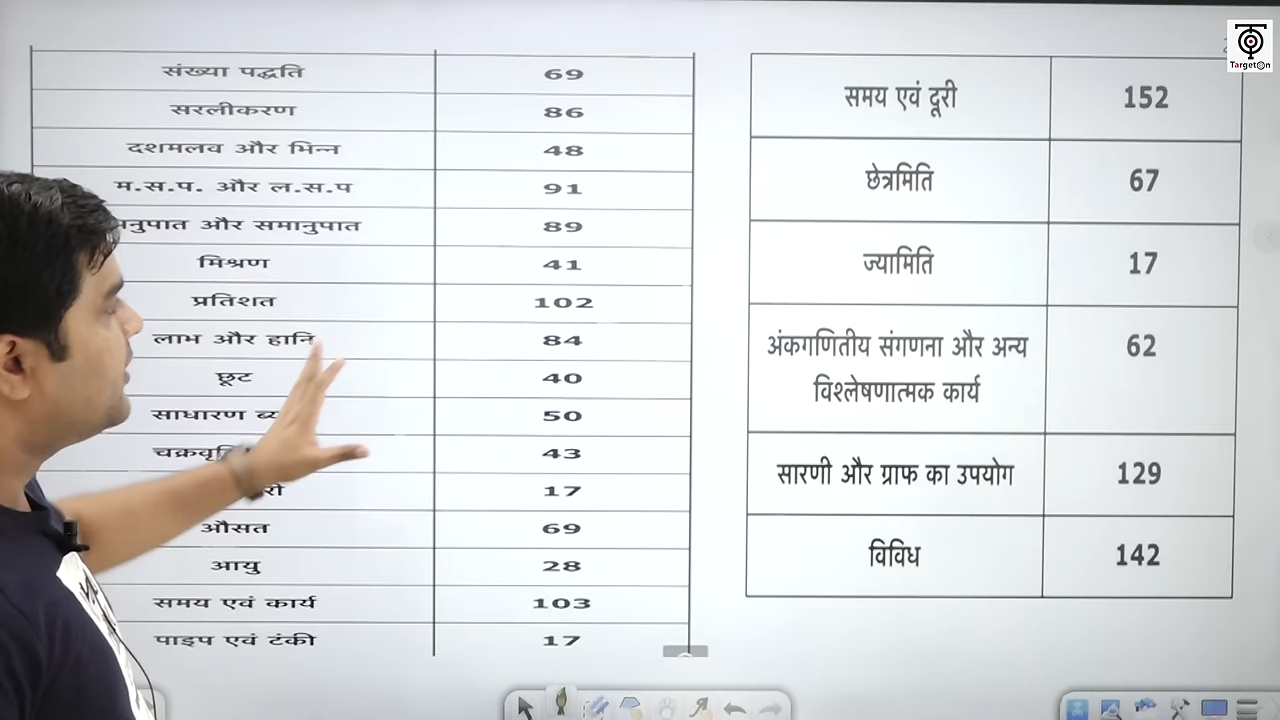 संख्या पद्धति 69
सरलीकरण 86
दशमलव और भिन्न 48
म.स.प. और ल.स.प 91
और समानुपात 89
मिश्रण 41
प्रतिशत 102
लाभ और हानि 84
छूट 40
साधारण 50
43
17
औसत 69
आयु 28
समय एवं कार्य 103
पाइप एवं टंकी 17
समय एवं दूरी 152
छेत्रमिति 67
ज्यामिति 17
अंकगणितीय संगणना और अन्य 62
विश्लेषणात्मक कार्य
सारणी और ग्राफ का उपयोग 129
विविध 142
TargetOn